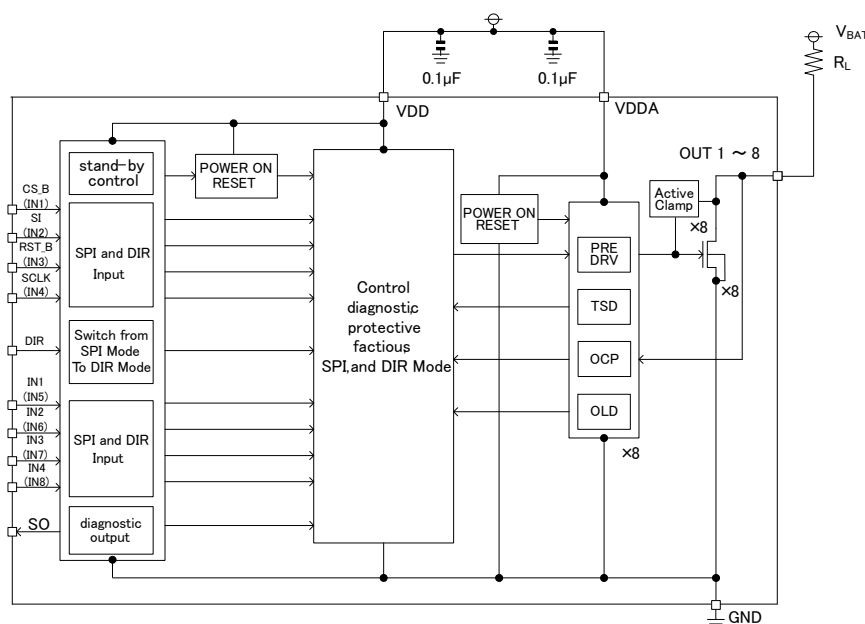 0.1μF
0.1μF
VBAT
RL
VDD
VDDA
OUT 1 ～ 8
stand-by
control
POWER ON
RESET
CS_B
(IN1)
SI
(IN2)
RST_B
(IN3)
SCLK
(IN4)
SPI and DIR
Input
DIR
Switch from
SPI Mode
To DIR Mode
IN1
(IN5)
IN2
(IN6)
IN3
(IN7)
IN4
(IN8)
SPI and DIR
Input
SO
diagnostic
output
Control
diagnostic,
protective
factious
SPI, and DIR Mode
POWER ON
RESET
PRE
DRV
TSD
OCP
OLD
×8
Active
Clamp
×8
×8
GND